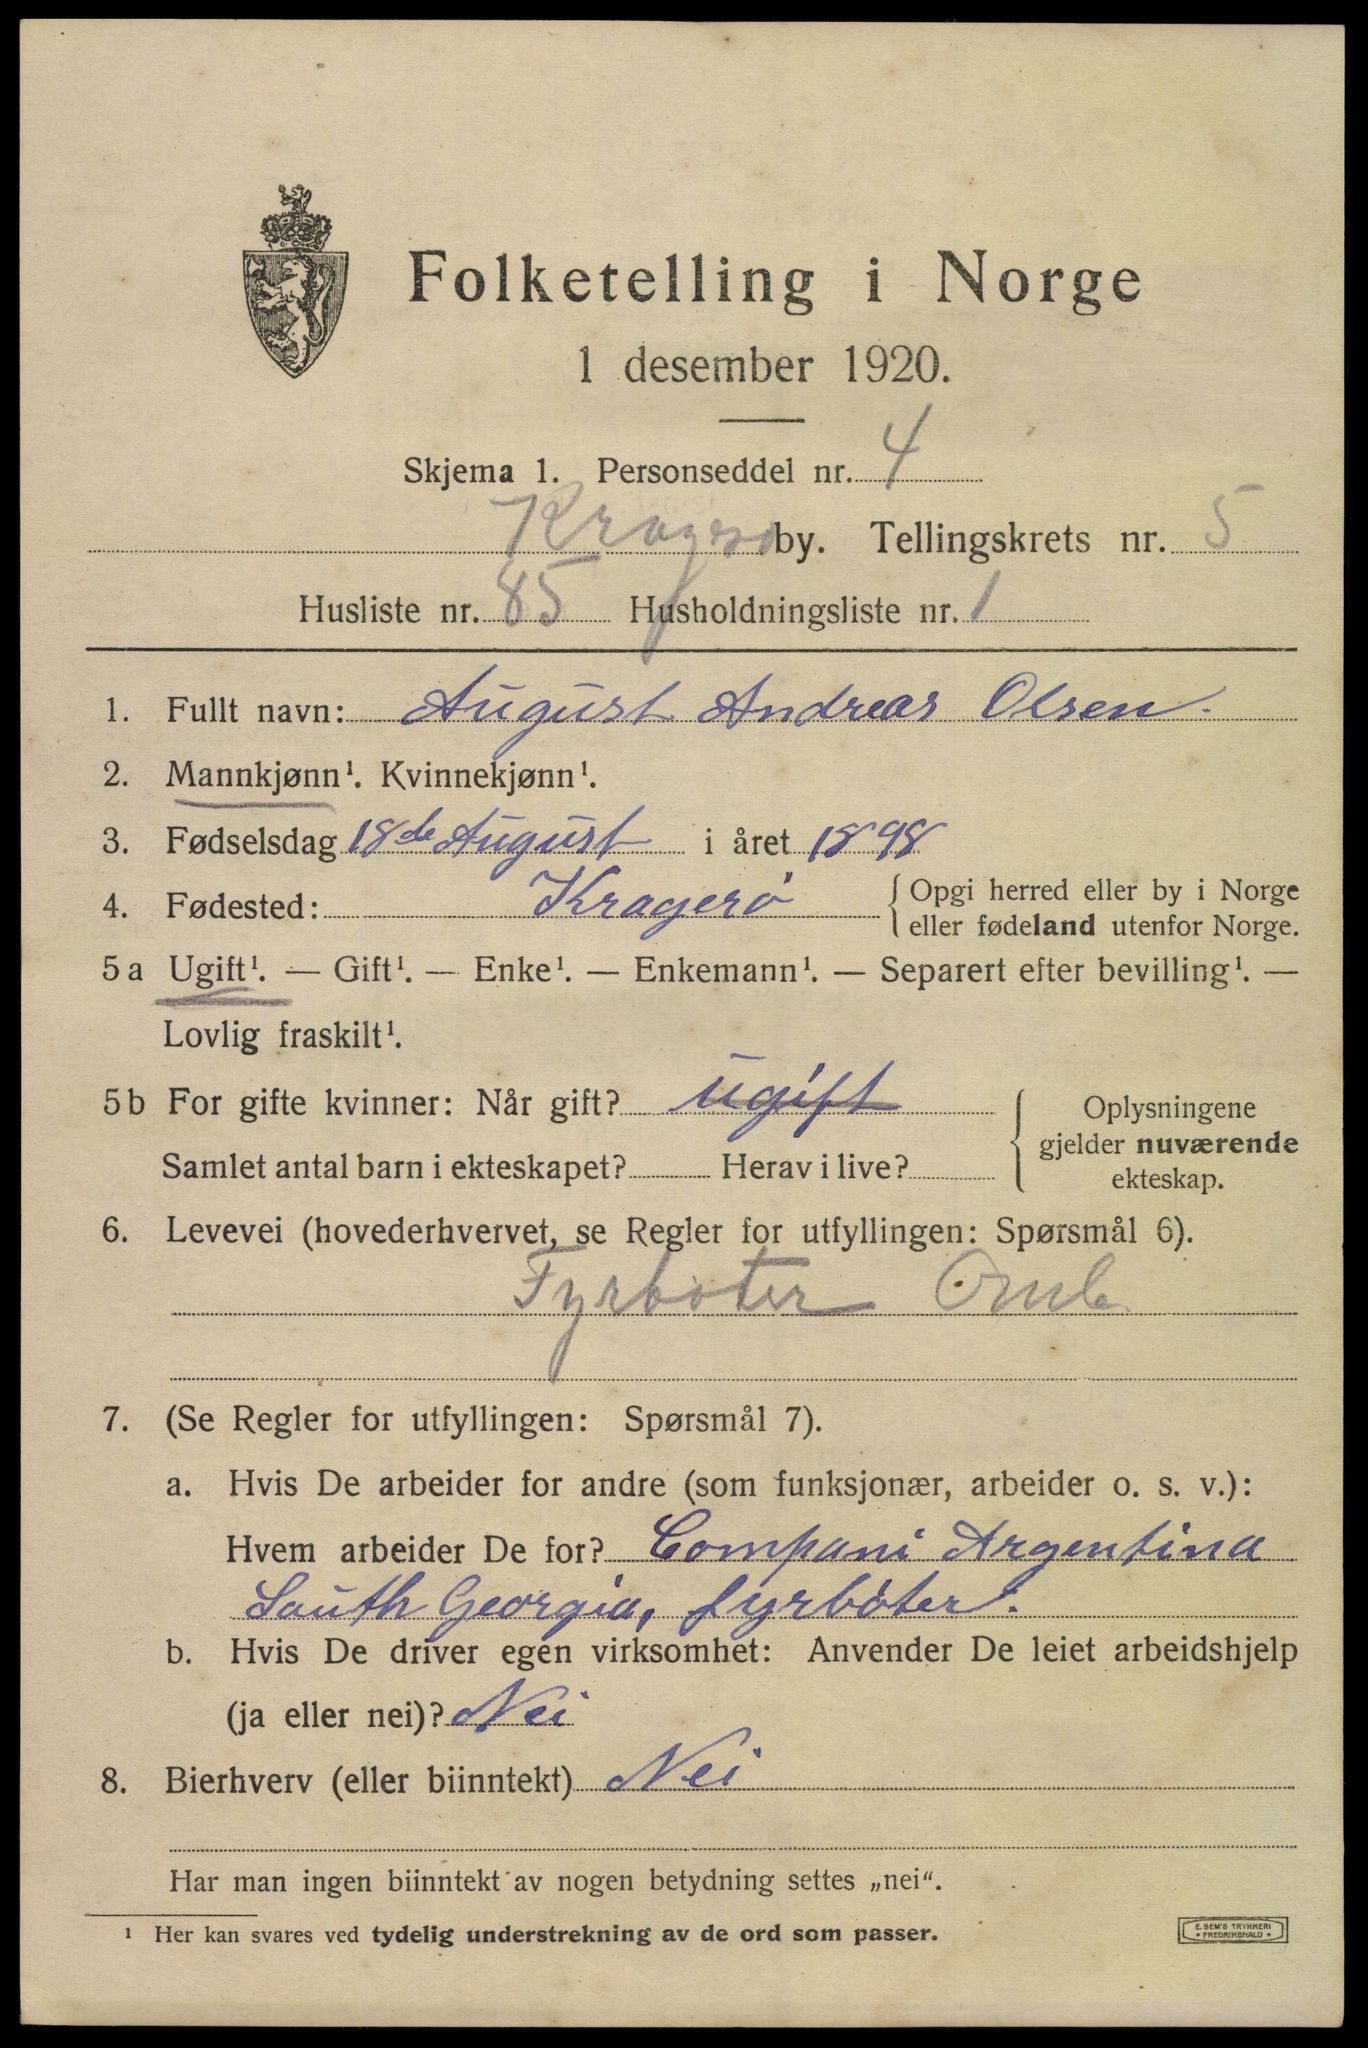 Folketelling i Norge
1 desember 1920.
Skjema 1. Personseddel nr. 4
Kragerø by. Tellingskrets nr. 5
Husliste nr. 85 Husholdningsliste nr. 1
1. Fullt navn: August Andreas Olsen.
2. Mannkjønn¹. Kvinnekjønn¹.
3. Fødselsdag 18de August i året 1898
4. Fødested: Kragerø { Opgi herred eller by i Norge
eller fødeland utenfor Norge.
5a Ugift¹. — Gift¹. — Enke¹. — Enkemann¹. — Separert efter bevilling¹. —
Lovlig fraskilt¹.
5b For gifte kvinner: Når gift? ugift
Samlet antal barn i ekteskapet? Herav i live?
{ Oplysningene
gjelder nuværende
ekteskap.
6. Levevei (hovederhvervet, se Regler for utfyllingen: Spørsmål 6).
Fyrbøter
7. (Se Regler for utfyllingen: Spørsmål 7).
a. Hvis De arbeider for andre (som funksjonær, arbeider o. s. v.):
Hvem arbeider De for? Compani Argentina
South Georgia, fyrbøter.
b. Hvis De driver egen virksomhet: Anvender De leiet arbeidshjelp
(ja eller nei)? Nei
8. Bierhverv (eller biinntekt) Nei
Har man ingen biinntekt av nogen betydning settes „nei“.
¹ Her kan svares ved tydelig understrekning av de ord som passer.
E. SEM'S TRYKKERI
• FREDRIKSHALD •